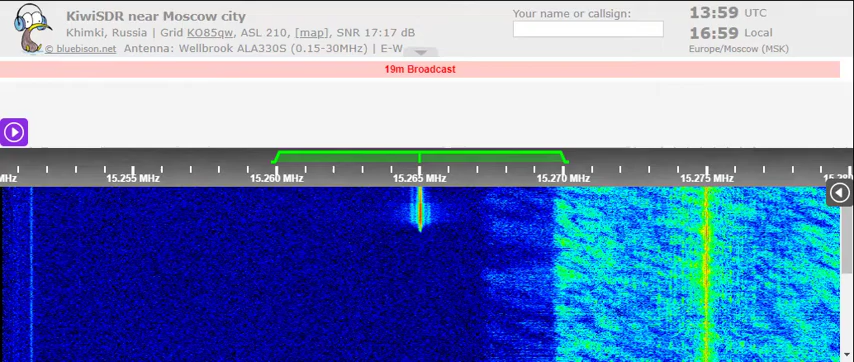 KiwiSDR near Moscow city
Khimki, Russia | Grid KO85qw, ASL 210, [map], SNR 17:17 dB
© bluebison.net Antenna: Wellbrook ALA330S (0.15-30MHz) | E-W
Your name or callsign:
13:59 UTC
16:59 Local
Europe/Moscow (MSK)
19m Broadcast
MHz 15.255 MHz 15.260 MHz 15.265 MHz 15.270 MHz 15.275 MHz 15.280